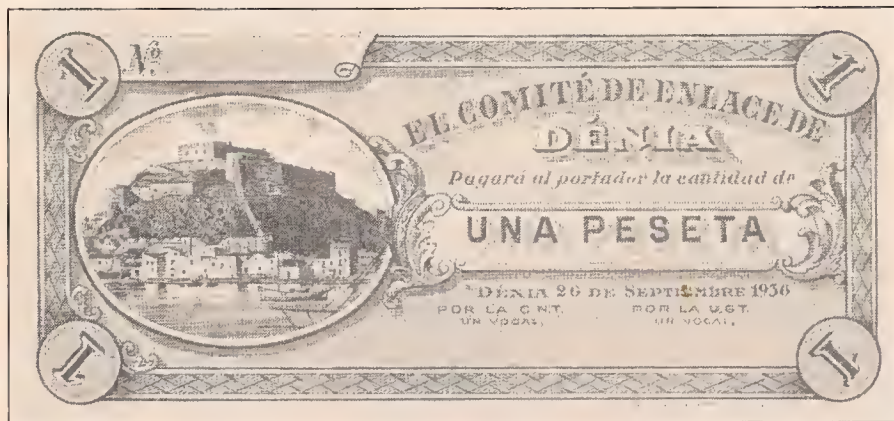 1
Nº
1
EL COMITÉ DE ENLACE DE
DÉNIA
Pagará al portador la cantidad de
UNA PESETA
DÉNIA 26 DE SEPTIEMBRE 1936
POR LA C.N.T. POR LA U.G.T.
UN VOCAL, UN VOCAL,
1
1